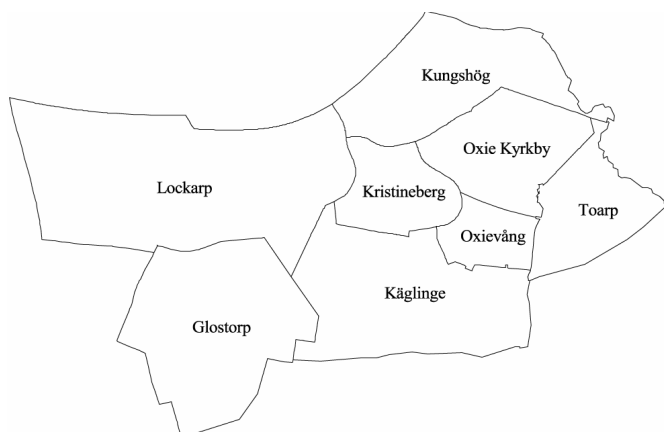 Kungshög
Oxie Kyrkby
Lockarp
Kristineberg
Toarp
Oxievång
Käglinge
Glostorp